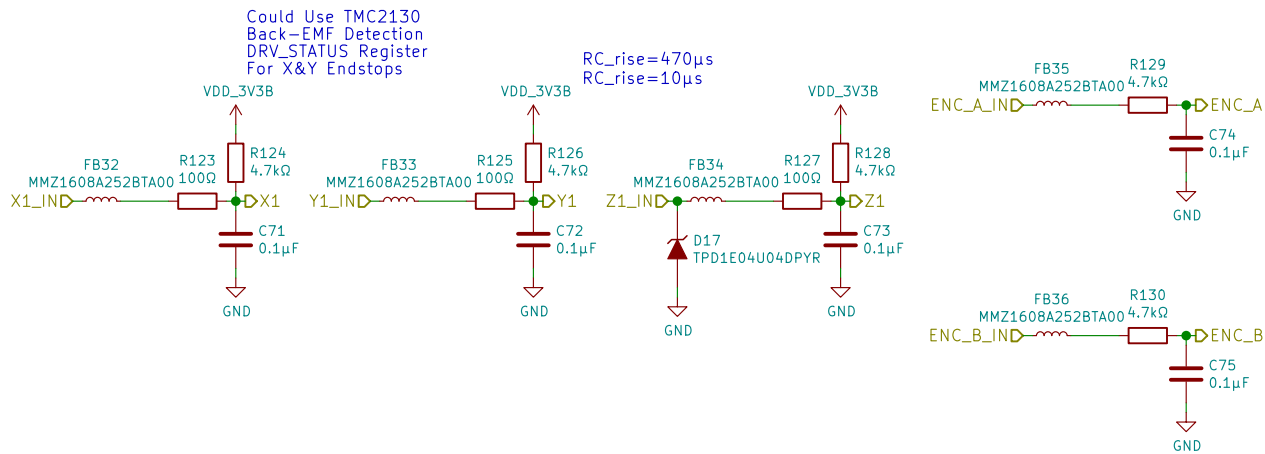 Could Use TMC2130
Back-EMF Detection
DRV_STATUS Register
For X&Y Endstops
RC_rise=470µs
RC_rise=10µs
VDD_3V3B
FB32
MMZ1608A252BTA00
R123
100Ω
R124
4.7kΩ
X1_IN
X1
C71
0.1µF
GND
VDD_3V3B
FB33
MMZ1608A252BTA00
R125
100Ω
R126
4.7kΩ
Y1_IN
Y1
C72
0.1µF
GND
VDD_3V3B
FB34
MMZ1608A252BTA00
R127
100Ω
R128
4.7kΩ
Z1_IN
Z1
D17
TPD1E04U04DPYR
GND
C73
0.1µF
GND
FB35
MMZ1608A252BTA00
R129
4.7kΩ
ENC_A_IN
ENC_A
C74
0.1µF
GND
FB36
MMZ1608A252BTA00
R130
4.7kΩ
ENC_B_IN
ENC_B
C75
0.1µF
GND